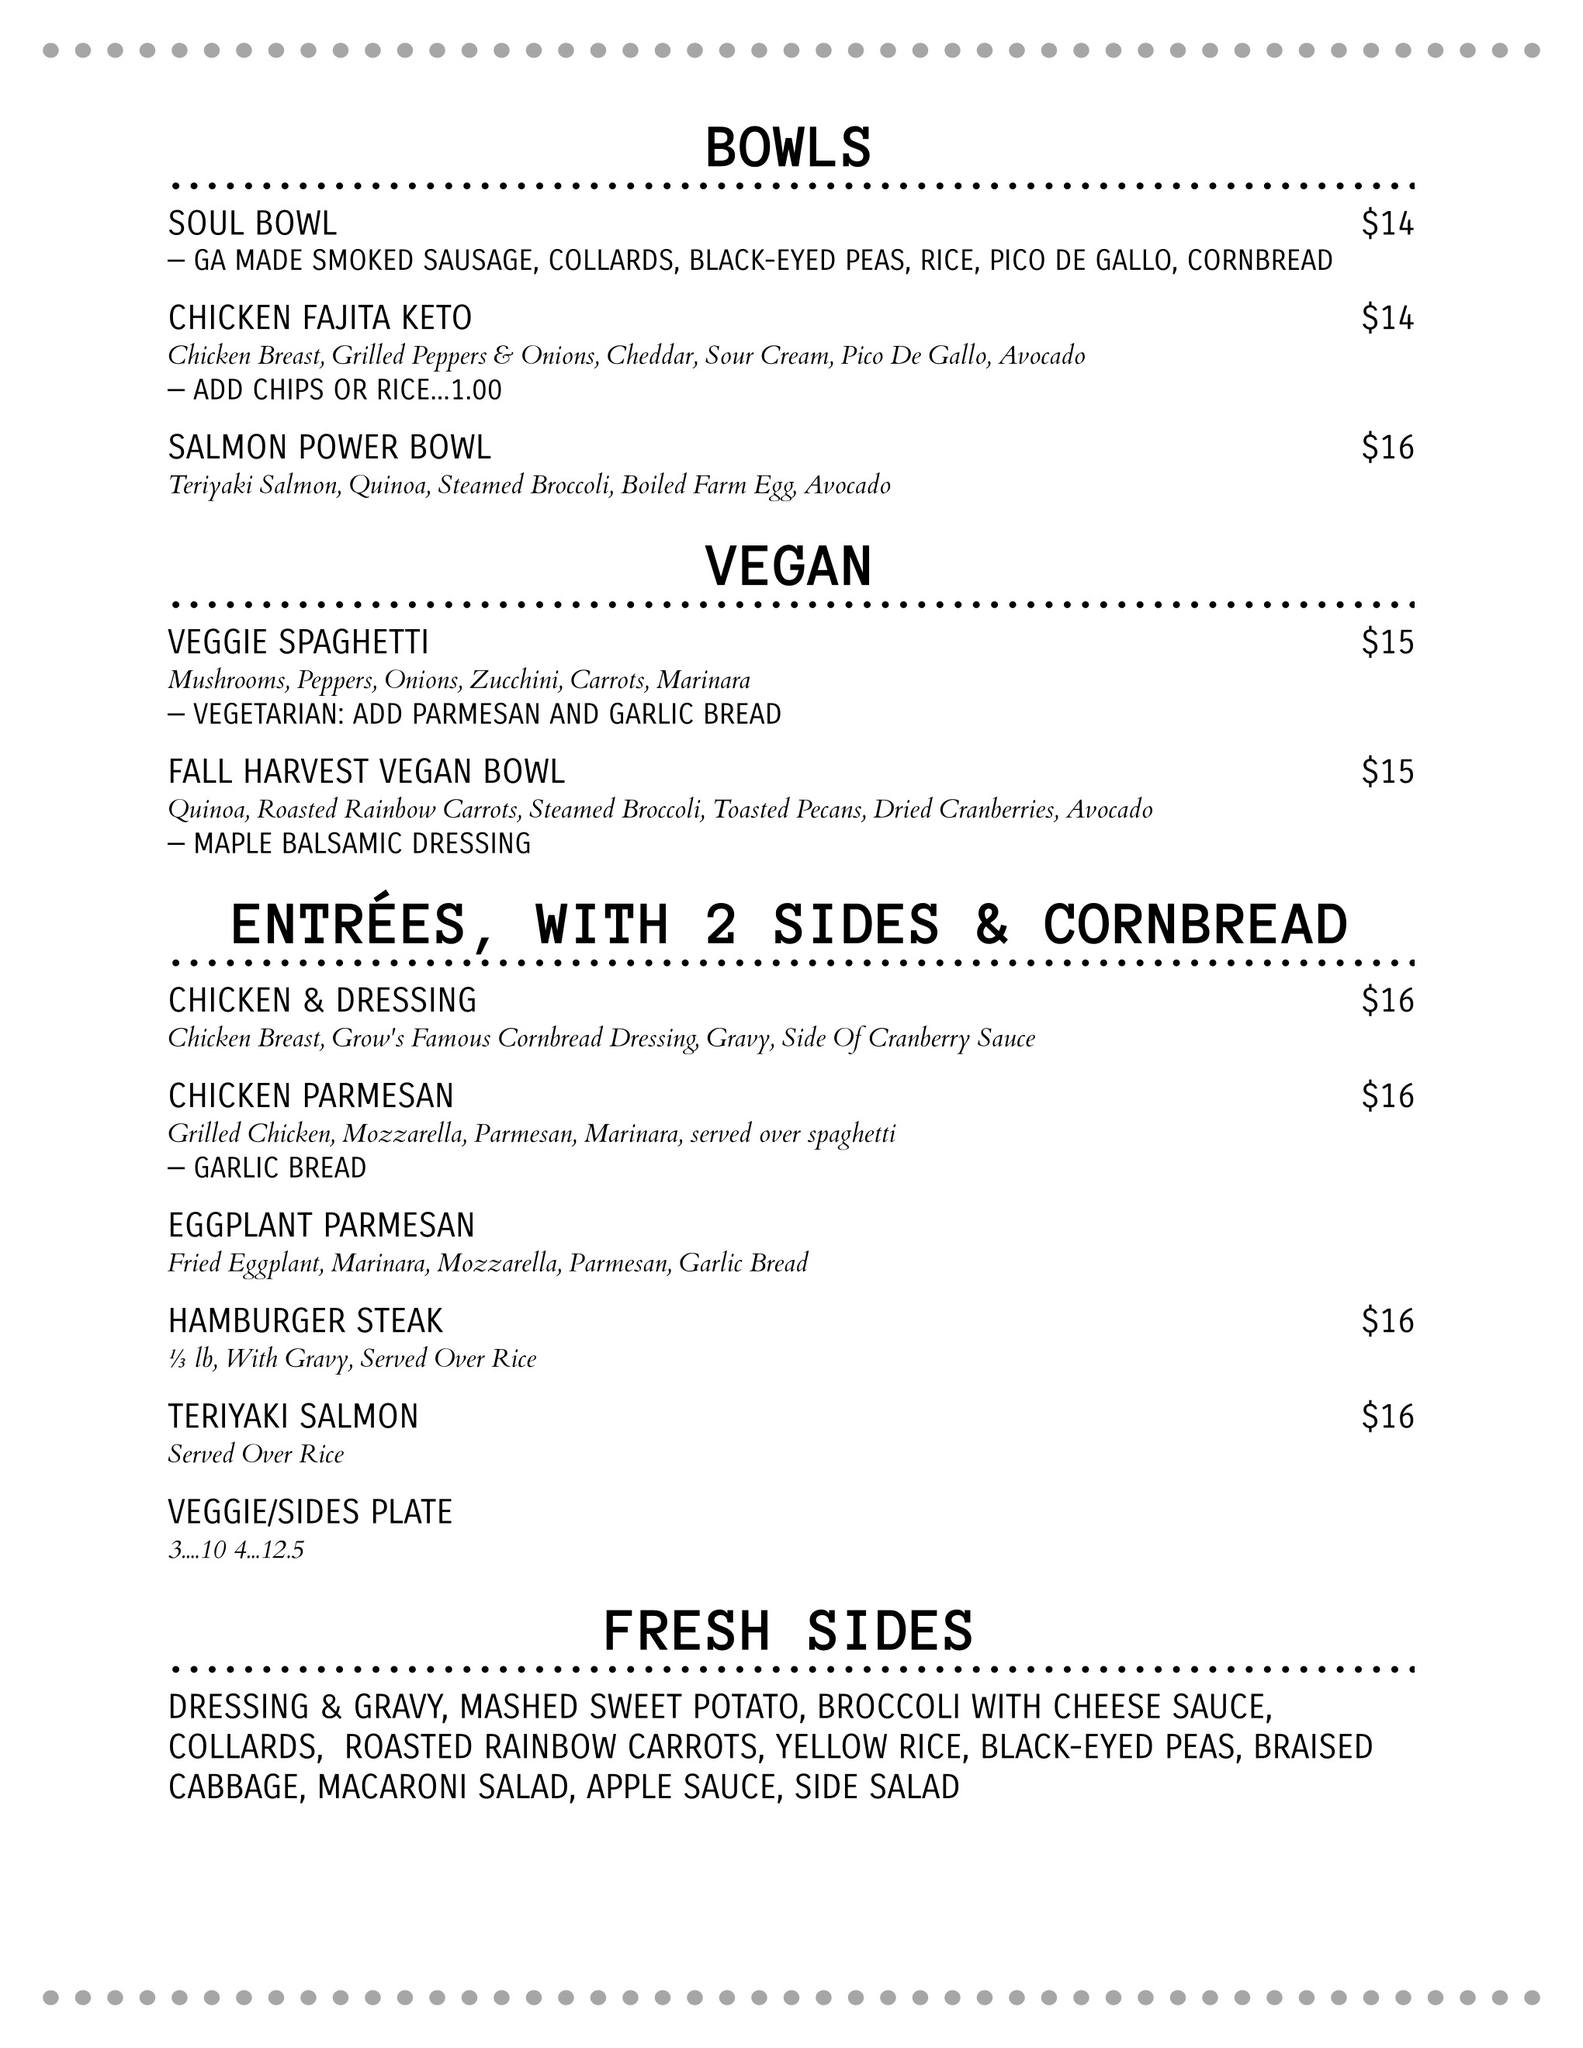 BOWLS
SOUL BOWL $14
– GA MADE SMOKED SAUSAGE, COLLARDS, BLACK-EYED PEAS, RICE, PICO DE GALLO, CORNBREAD
CHICKEN FAJITA KETO $14
Chicken Breast, Grilled Peppers & Onions, Cheddar, Sour Cream, Pico De Gallo, Avocado
– ADD CHIPS OR RICE...1.00
SALMON POWER BOWL $16
Teriyaki Salmon, Quinoa, Steamed Broccoli, Boiled Farm Egg, Avocado
VEGAN
VEGGIE SPAGHETTI $15
Mushrooms, Peppers, Onions, Zucchini, Carrots, Marinara
– VEGETARIAN: ADD PARMESAN AND GARLIC BREAD
FALL HARVEST VEGAN BOWL $15
Quinoa, Roasted Rainbow Carrots, Steamed Broccoli, Toasted Pecans, Dried Cranberries, Avocado
– MAPLE BALSAMIC DRESSING
ENTRÉES, WITH 2 SIDES & CORNBREAD
CHICKEN & DRESSING $16
Chicken Breast, Grow's Famous Cornbread Dressing, Gravy, Side Of Cranberry Sauce
CHICKEN PARMESAN $16
Grilled Chicken, Mozzarella, Parmesan, Marinara, served over spaghetti
– GARLIC BREAD
EGGPLANT PARMESAN
Fried Eggplant, Marinara, Mozzarella, Parmesan, Garlic Bread
HAMBURGER STEAK $16
⅓ lb, With Gravy, Served Over Rice
TERIYAKI SALMON $16
Served Over Rice
VEGGIE/SIDES PLATE
3....10 4...12.5
FRESH SIDES
DRESSING & GRAVY, MASHED SWEET POTATO, BROCCOLI WITH CHEESE SAUCE,
COLLARDS,  ROASTED RAINBOW CARROTS, YELLOW RICE, BLACK-EYED PEAS, BRAISED
CABBAGE, MACARONI SALAD, APPLE SAUCE, SIDE SALAD